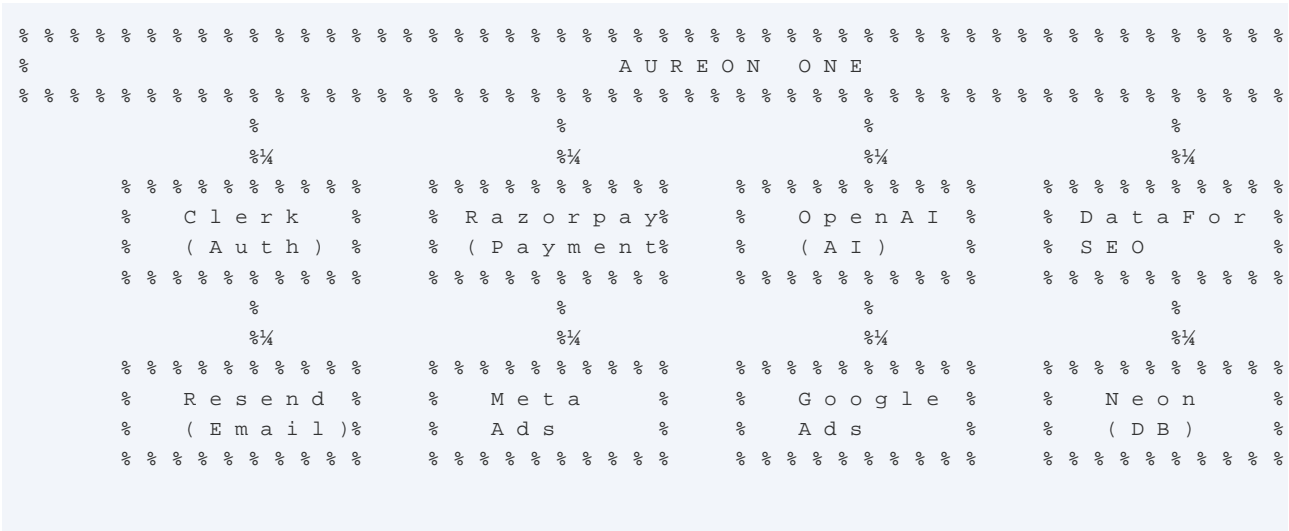 % % % % % % % % % % % % % % % % % % % % % % % % % % % % % % % % % % % % % % % % % % % % % % % % % %
% A U R E O N O N E
% % % % % % % % % % % % % % % % % % % % % % % % % % % % % % % % % % % % % % % % % % % % % % % % % %
% % % %
%¼ %¼ %¼ %¼
% % % % % % % % % % % % % % % % % % % % % % % % % % % % % % % % % % % % % % % %
% C l e r k % % R a z o r p a y% % O p e n A I % % D a t a F o r %
% ( A u t h ) % % ( P a y m e n t% % ( A I ) % % S E O %
% % % % % % % % % % % % % % % % % % % % % % % % % % % % % % % % % % % % % % % %
% % % %
%¼ %¼ %¼ %¼
% % % % % % % % % % % % % % % % % % % % % % % % % % % % % % % % % % % % % % % %
% R e s e n d % % M e t a % % G o o g l e % % N e o n %
% ( E m a i l )% % A d s % % A d s % % ( D B ) %
% % % % % % % % % % % % % % % % % % % % % % % % % % % % % % % % % % % % % % % %